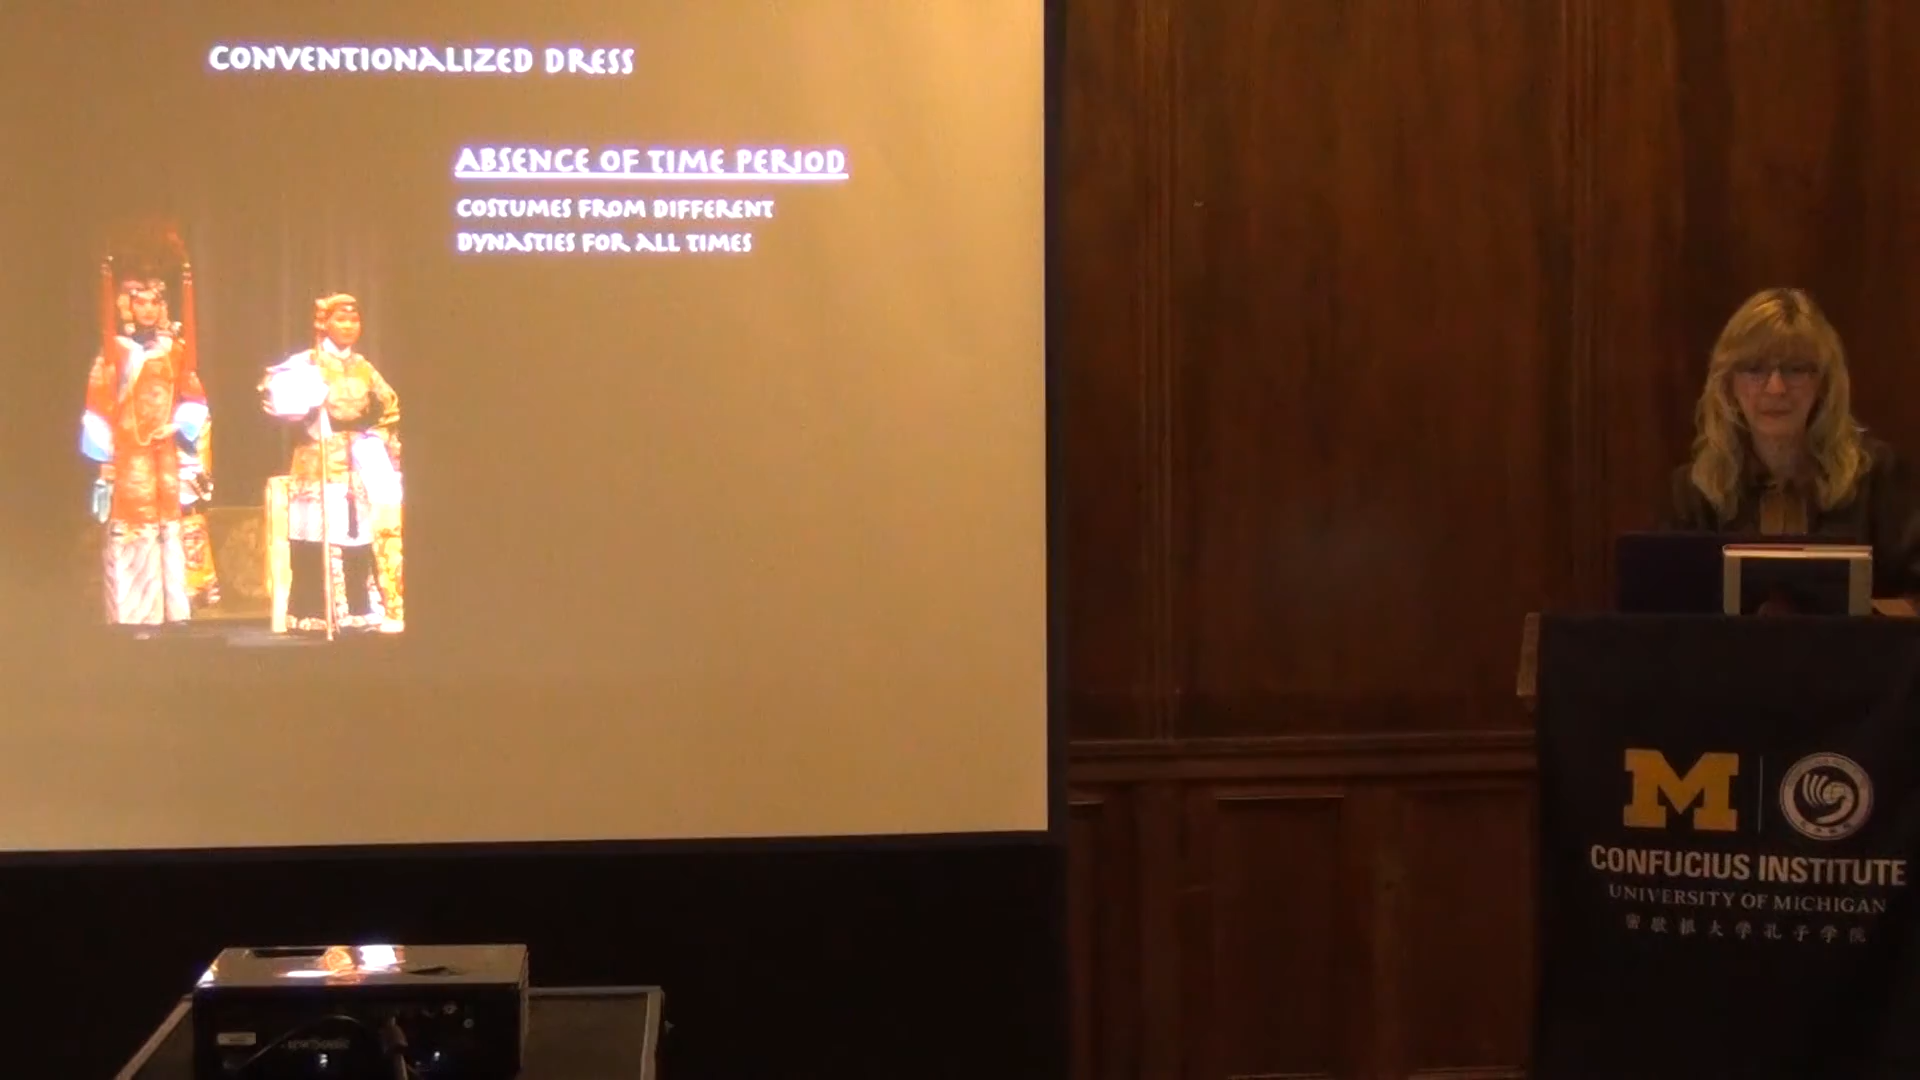 CONVENTIONALIZED DRESS
ABSENCE OF TIME PERIOD
COSTUMES FROM DIFFERENT
DYNASTIES FOR ALL TIMES
M
CONFUCIUS INSTITUTE
UNIVERSITY OF MICHIGAN
密歇根大学孔子学院
ViewSonic